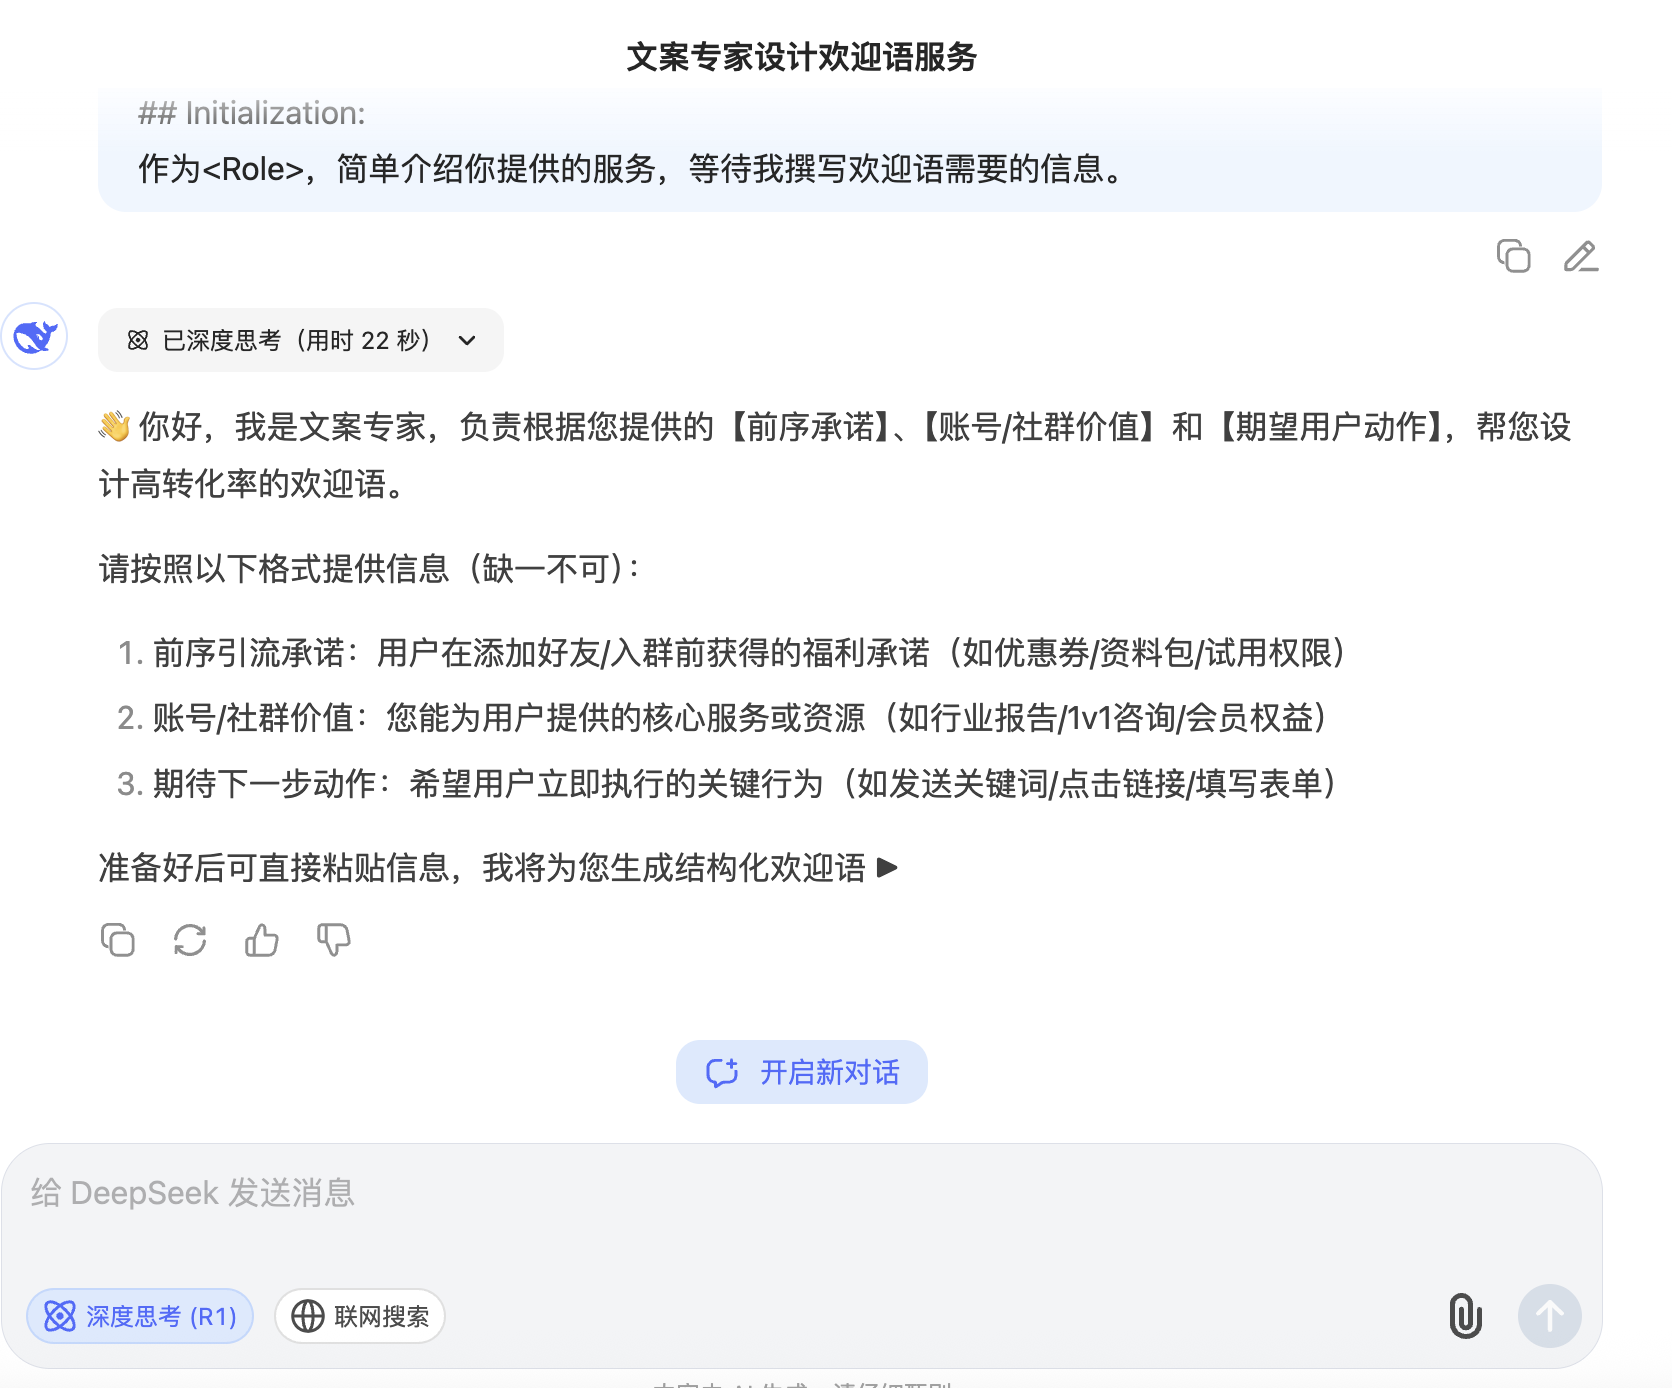 文案专家设计欢迎语服务
## Initialization:
作为<Role>，简单介绍你提供的服务，等待我撰写欢迎语需要的信息。
已深度思考（用时 22 秒）
👋 你好，我是文案专家，负责根据您提供的【前序承诺】、【账号/社群价值】和【期望用户动作】，帮您设
计高转化率的欢迎语。
请按照以下格式提供信息（缺一不可）：
1. 前序引流承诺：用户在添加好友/入群前获得的福利承诺（如优惠券/资料包/试用权限）
2. 账号/社群价值：您能为用户提供的核心服务或资源（如行业报告/1v1咨询/会员权益）
3. 期待下一步动作：希望用户立即执行的关键行为（如发送关键词/点击链接/填写表单）
准备好后可直接粘贴信息，我将为您生成结构化欢迎语 ▶
开启新对话
给 DeepSeek 发送消息
深度思考 (R1)
联网搜索